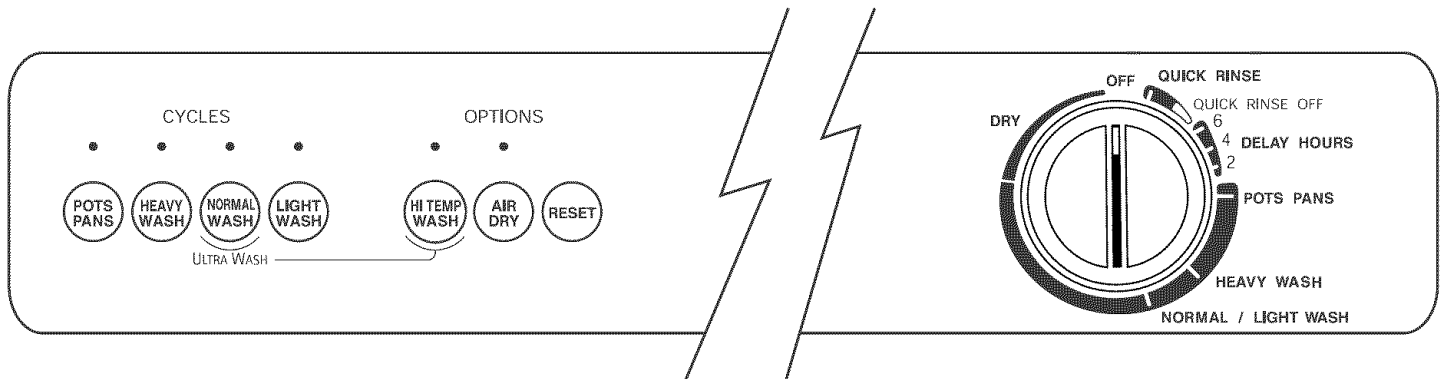 CYCLES
OPTIONS
POTS
PANS
HEAVY
WASH
NORMAL
WASH
LIGHT
WASH
HI TEMP
WASH
AIR
DRY
RESET
ULTRA WASH
OFF
QUICK RINSE
QUICK RINSE OFF
DRY
6
4
2
DELAY HOURS
POTS PANS
HEAVY WASH
NORMAL / LIGHT WASH